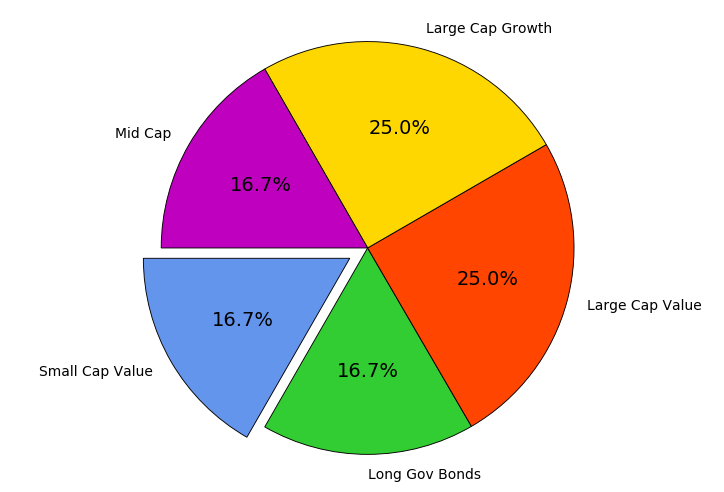 Large Cap Growth
25.0%
Mid Cap
16.7%
25.0%
Large Cap Value
16.7%
Small Cap Value
16.7%
Long Gov Bonds